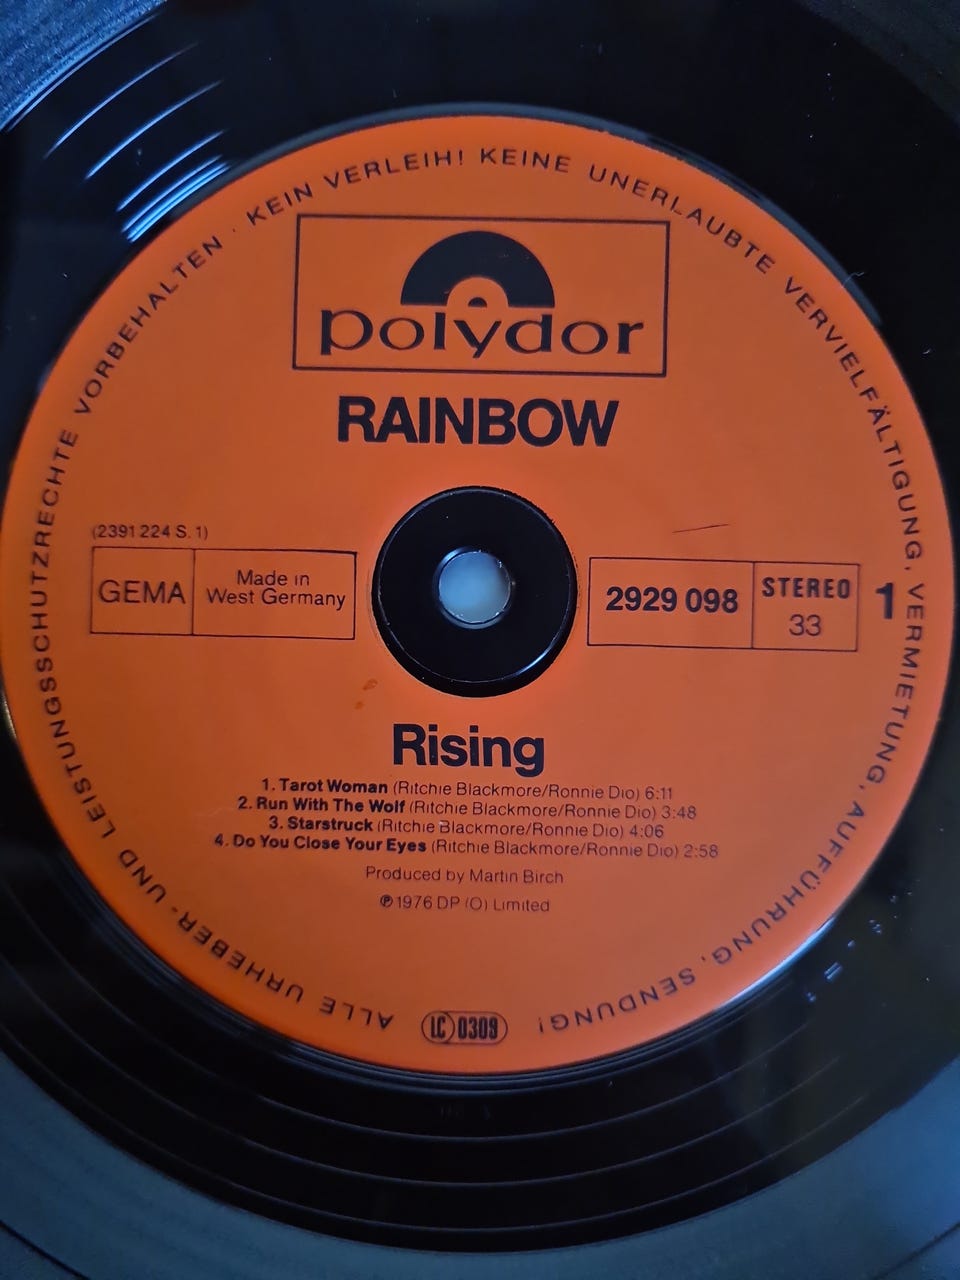 ALLE URHEBER- UND LEISTUNGSSCHUTZRECHTE VORBEHALTEN · KEIN VERLEIH! KEINE UNERLAUBTE VERVIELFÄLTIGUNG, VERMIETUNG, AUFFÜHRUNG, SENDUNG!
polydor
RAINBOW
(2391 224 S. 1)
GEMA
Made in
West Germany
2929 098
STEREO
33
1
Rising
1. Tarot Woman (Ritchie Blackmore/Ronnie Dio) 6:11
2. Run With The Wolf (Ritchie Blackmore/Ronnie Dio) 3:48
3. Starstruck (Ritchie Blackmore/Ronnie Dio) 4:06
4. Do You Close Your Eyes (Ritchie Blackmore/Ronnie Dio) 2:58
Produced by Martin Birch
℗ 1976 DP (O) Limited
LC 0309